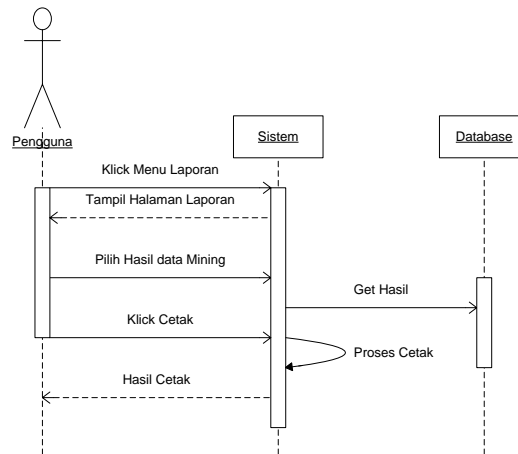 Pengguna
Sistem
Database
Klick Menu Laporan
Tampil Halaman Laporan
Pilih Hasil data Mining
Get Hasil
Klick Cetak
Proses Cetak
Hasil Cetak